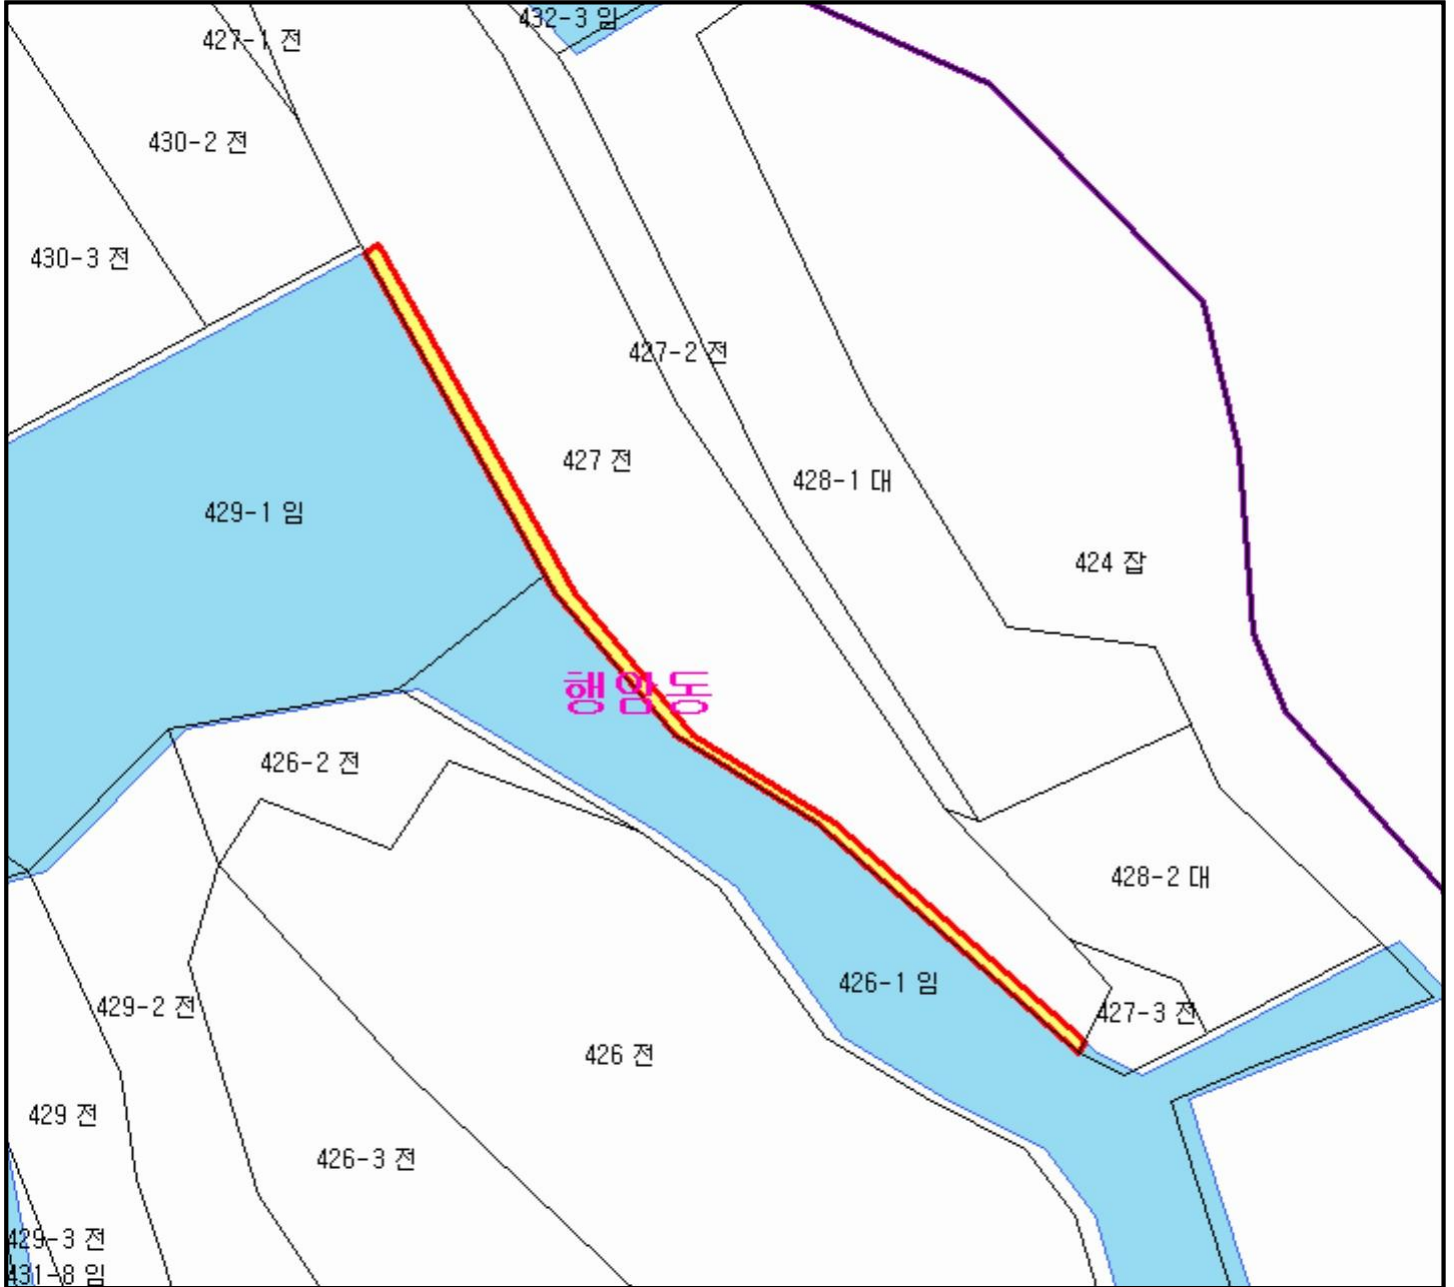 432-3 임
427-1 전
430-2 전
430-3 전
427-2 전
427 전
428-1 대
429-1 임
424 잡
행암동
426-2 전
428-2 대
426-1 임
429-2 전
427-3 전
426 전
429 전
426-3 전
429-3 전
431-8 임